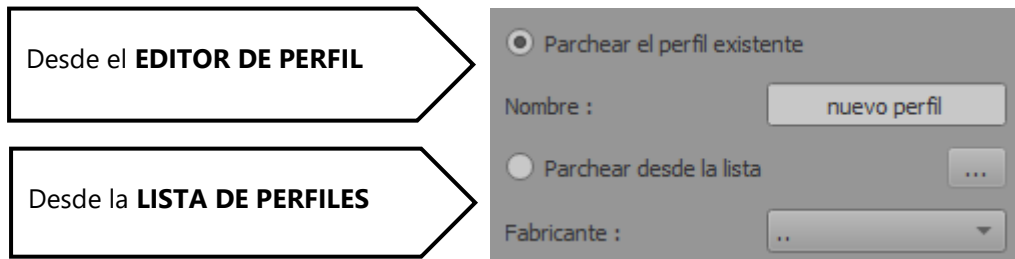 Desde el EDITOR DE PERFIL
Parchear el perfil existente
Nombre : nuevo perfil
Desde la LISTA DE PERFILES
Parchear desde la lista ...
Fabricante : ..